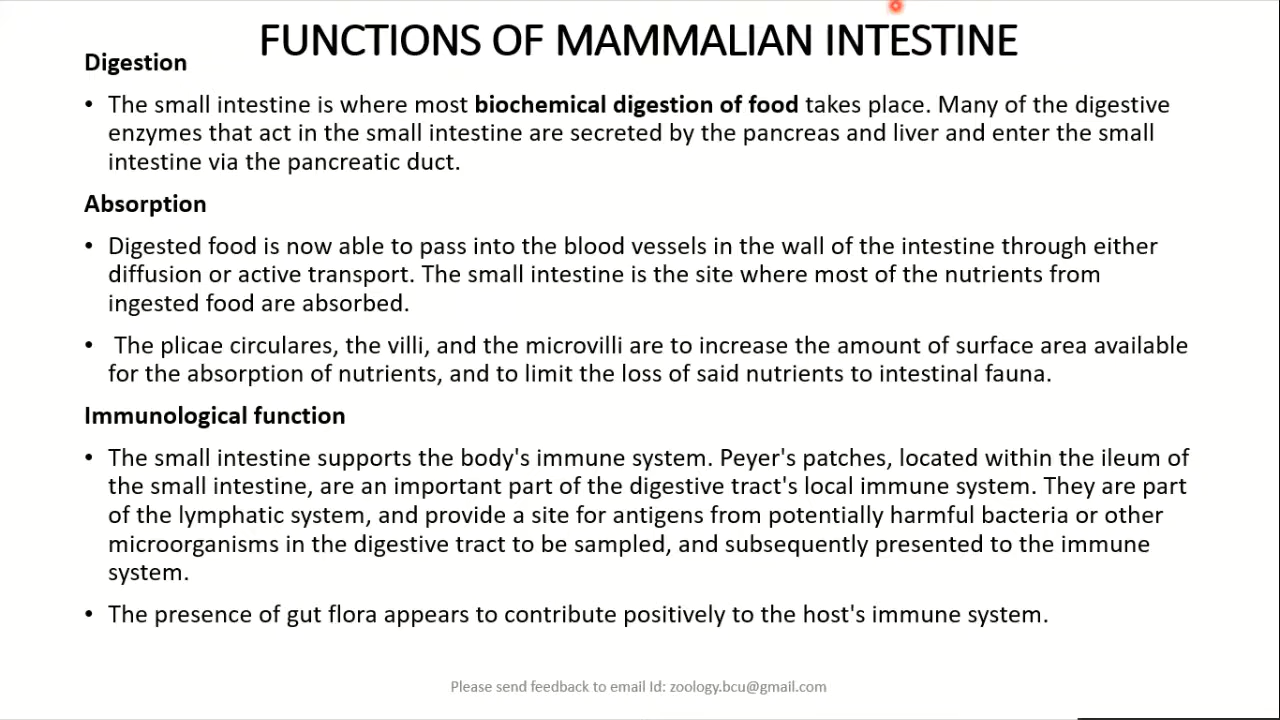 FUNCTIONS OF MAMMALIAN INTESTINE
Digestion
• The small intestine is where most biochemical digestion of food takes place. Many of the digestive
enzymes that act in the small intestine are secreted by the pancreas and liver and enter the small
intestine via the pancreatic duct.
Absorption
• Digested food is now able to pass into the blood vessels in the wall of the intestine through either
diffusion or active transport. The small intestine is the site where most of the nutrients from
ingested food are absorbed.
• The plicae circulares, the villi, and the microvilli are to increase the amount of surface area available
for the absorption of nutrients, and to limit the loss of said nutrients to intestinal fauna.
Immunological function
• The small intestine supports the body's immune system. Peyer's patches, located within the ileum of
the small intestine, are an important part of the digestive tract's local immune system. They are part
of the lymphatic system, and provide a site for antigens from potentially harmful bacteria or other
microorganisms in the digestive tract to be sampled, and subsequently presented to the immune
system.
• The presence of gut flora appears to contribute positively to the host's immune system.
Please send feedback to email Id: zoology.bcu@gmail.com